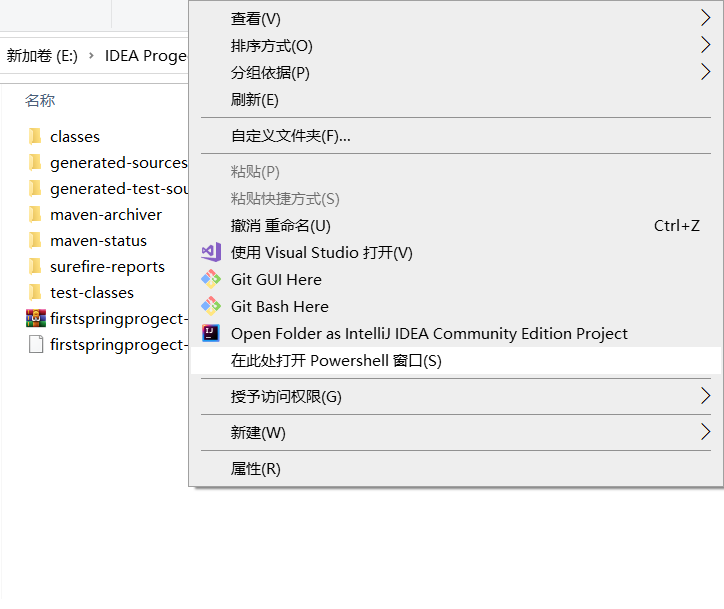 查看(V)
排序方式(O)
分组依据(P)
刷新(E)
自定义文件夹(F)...
粘贴(P)
粘贴快捷方式(S)
撤消 重命名(U) Ctrl+Z
使用 Visual Studio 打开(V)
Git GUI Here
Git Bash Here
Open Folder as IntelliJ IDEA Community Edition Project
在此处打开 Powershell 窗口(S)
授予访问权限(G)
新建(W)
属性(R)
新加卷 (E:) › IDEA Proge
名称
classes
generated-sources
generated-test-sou
maven-archiver
maven-status
surefire-reports
test-classes
firstspringprogect-
firstspringprogect-